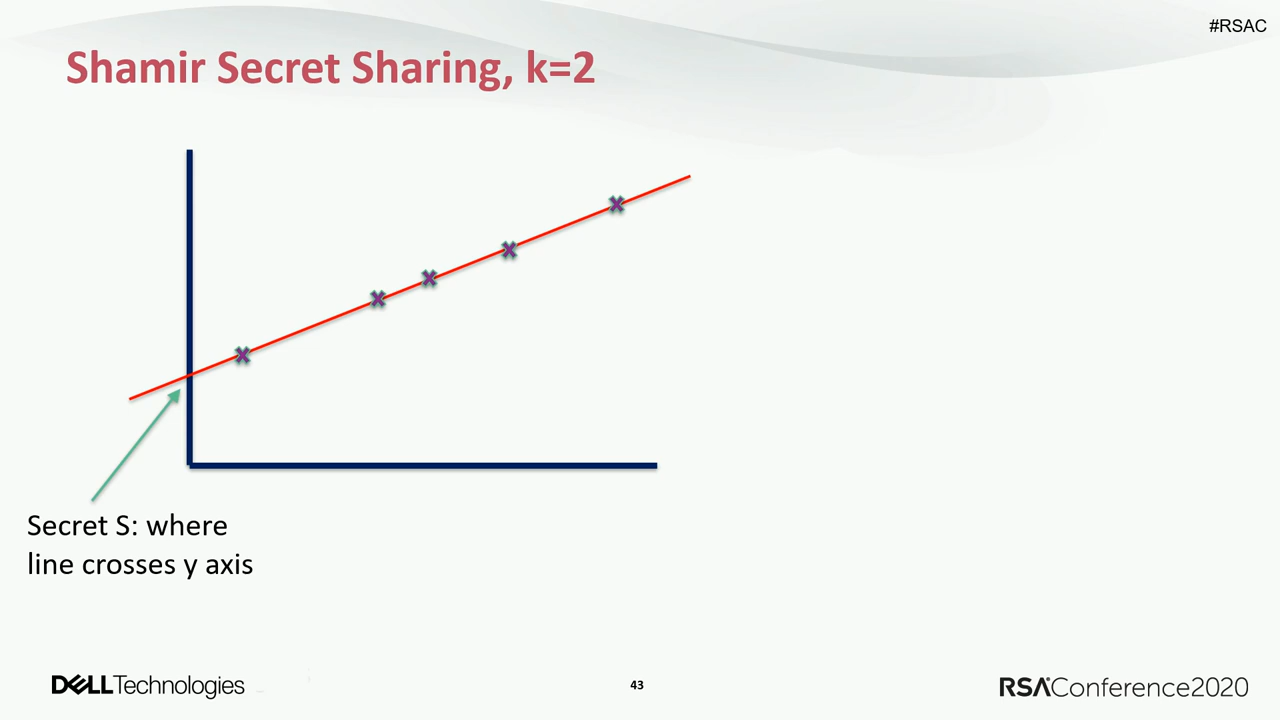 #RSAC
Shamir Secret Sharing, k=2
Secret S: where
line crosses y axis
DELLTechnologies
43
RSAConference2020